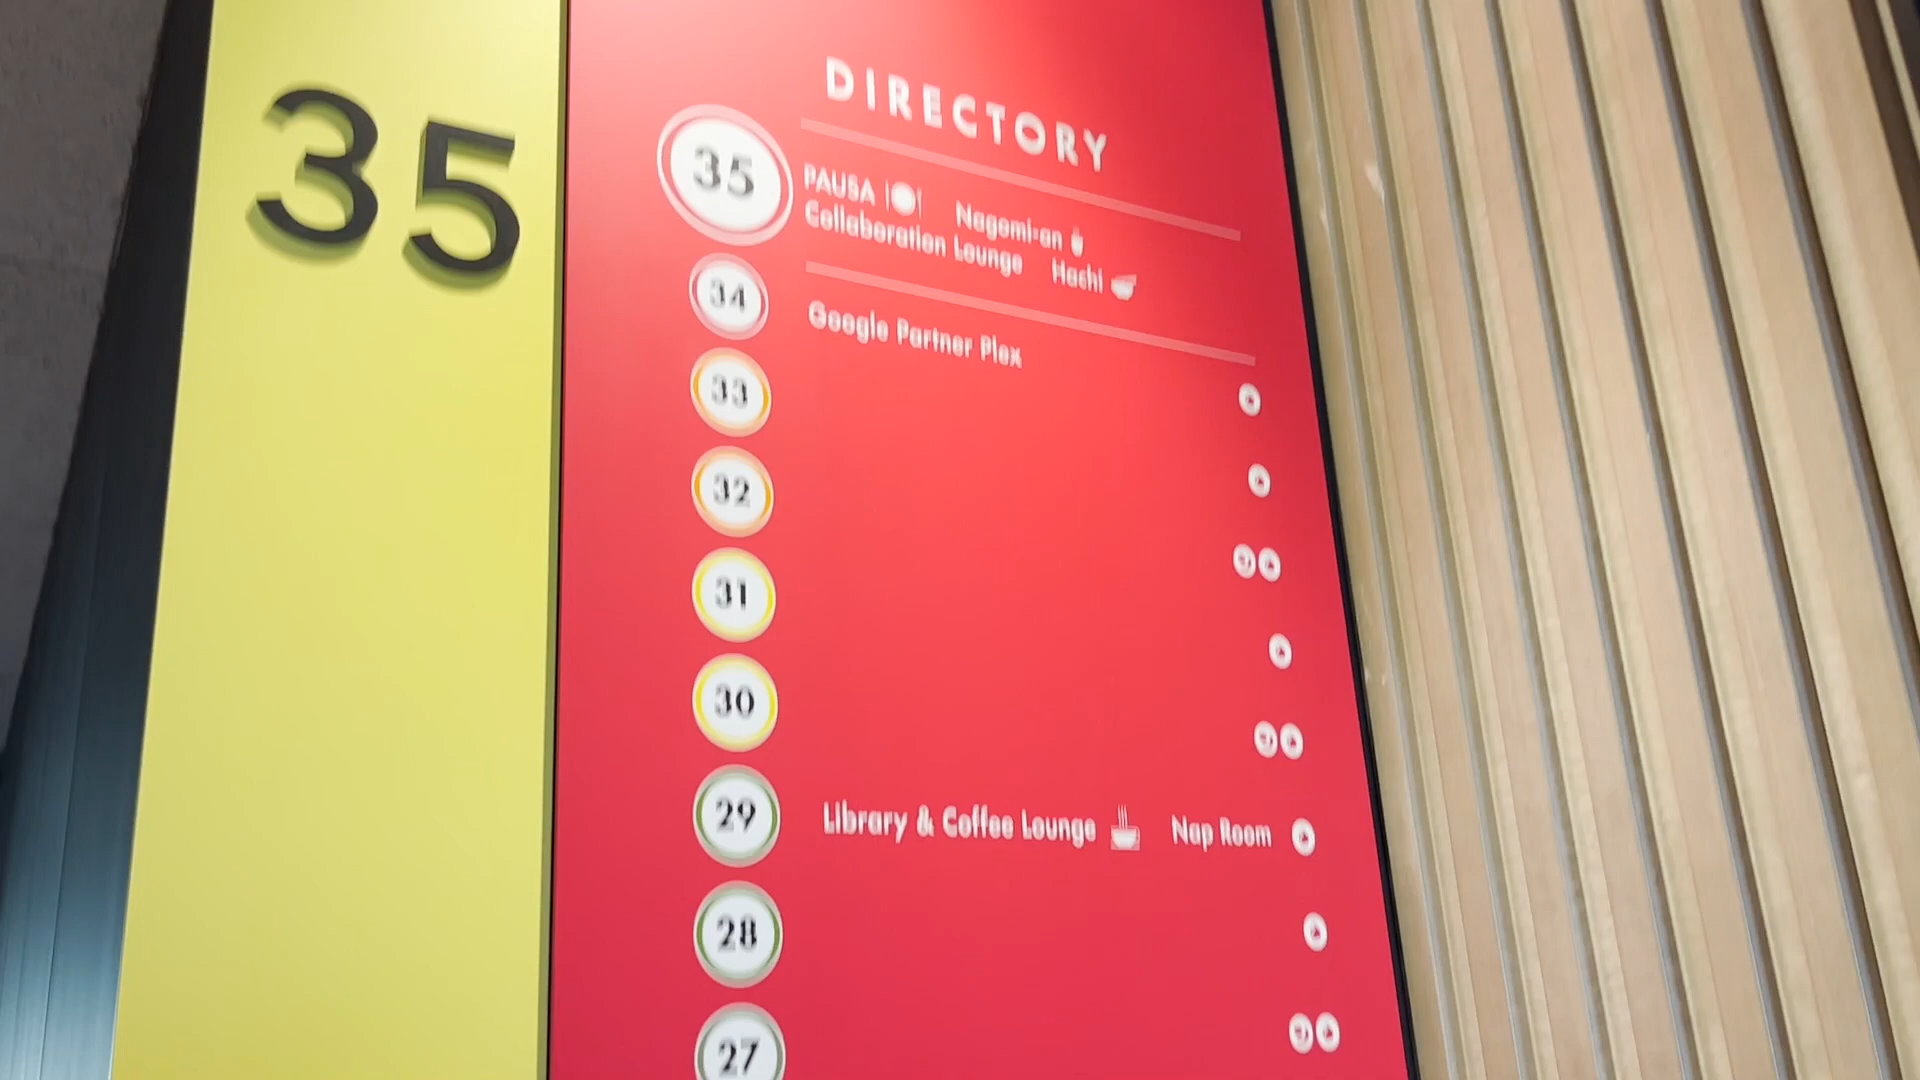 35
DIRECTORY
35 PAUSA Nagomi-an
Collaboration Lounge Hachi
34 Google Partner Plex
33
32
31
30
29 Library & Coffee Lounge Nap Room
28
27